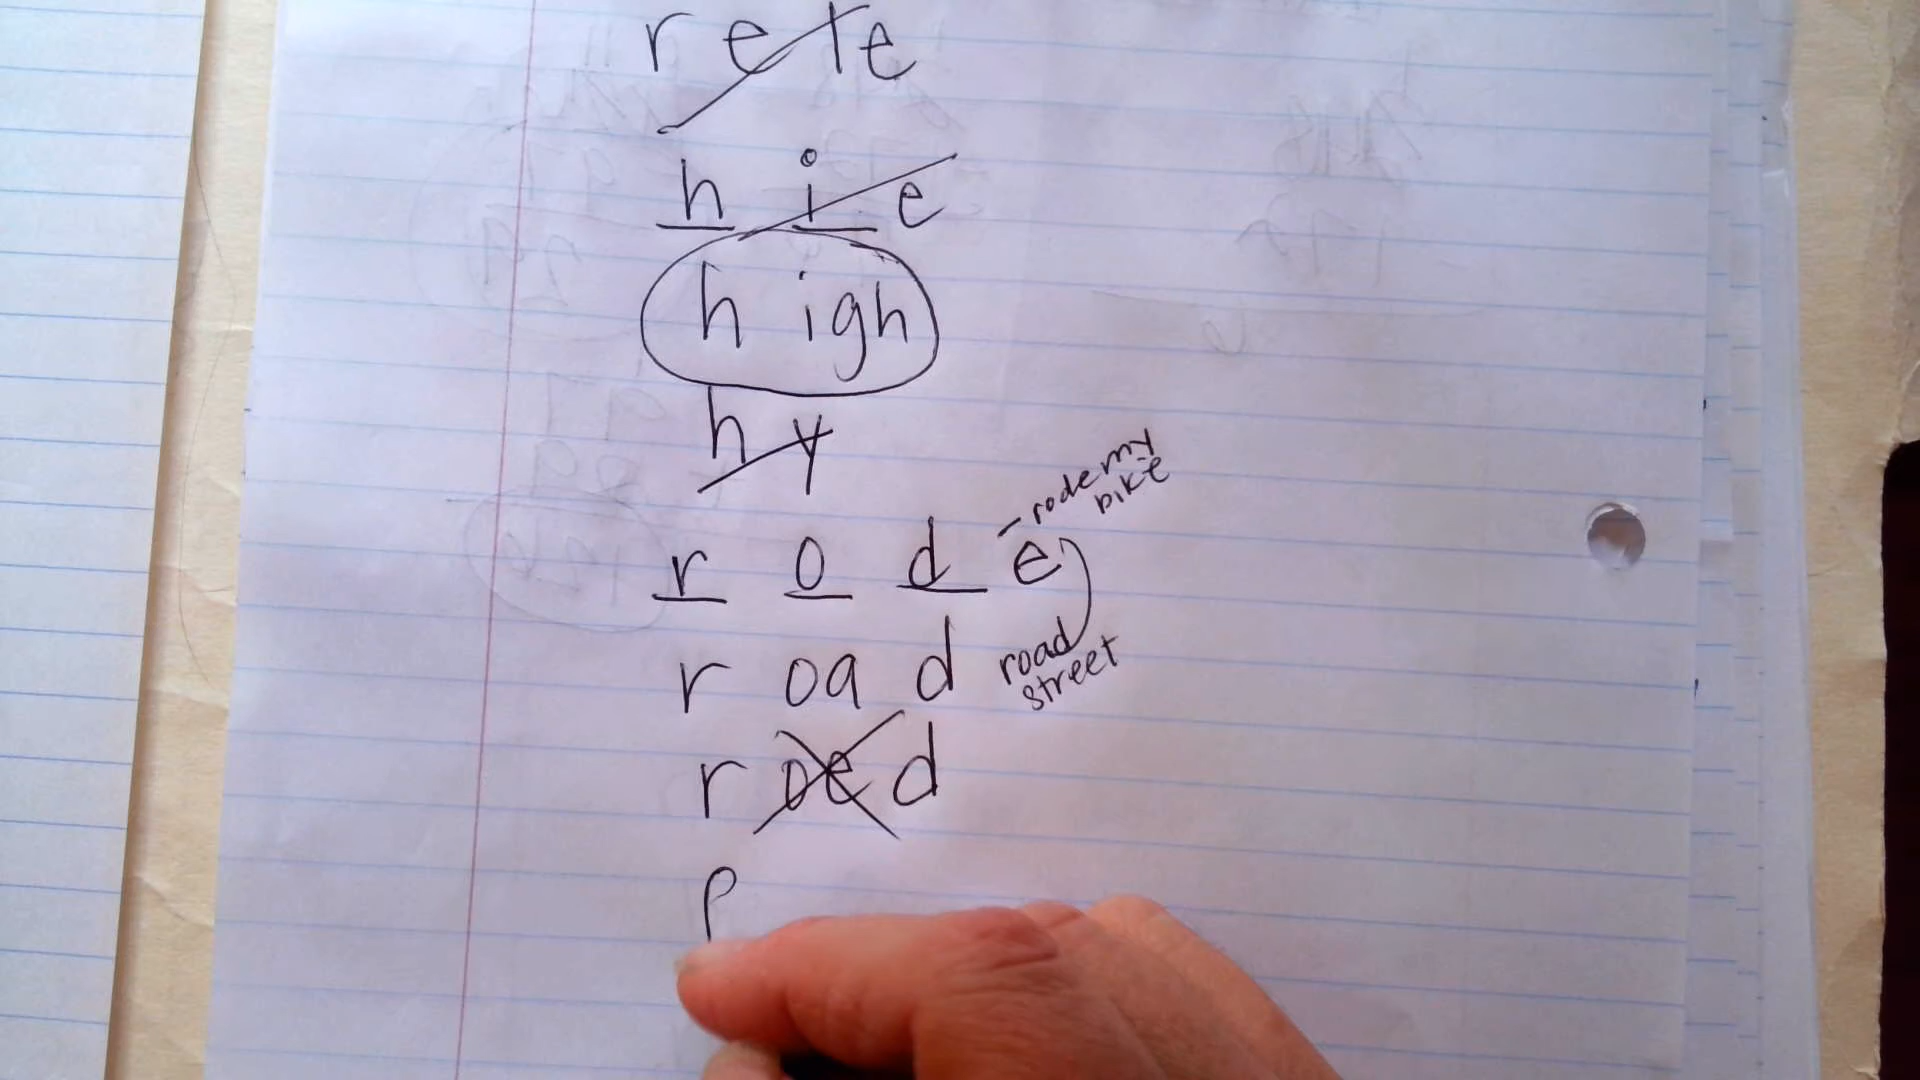 rete
hie
high
hy
rode - rode my
bike
road road
street
roed
p